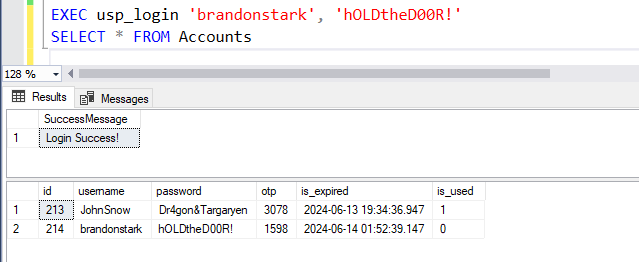 EXEC usp_login 'brandonstark', 'hOLDtheD00R!'
SELECT * FROM Accounts
128 %
Results Messages
SuccessMessage
1 Login Success!
id username password otp is_expired is_used
1 213 JohnSnow Dr4gon&Targaryen 3078 2024-06-13 19:34:36.947 1
2 214 brandonstark hOLDtheD00R! 1598 2024-06-14 01:52:39.147 0